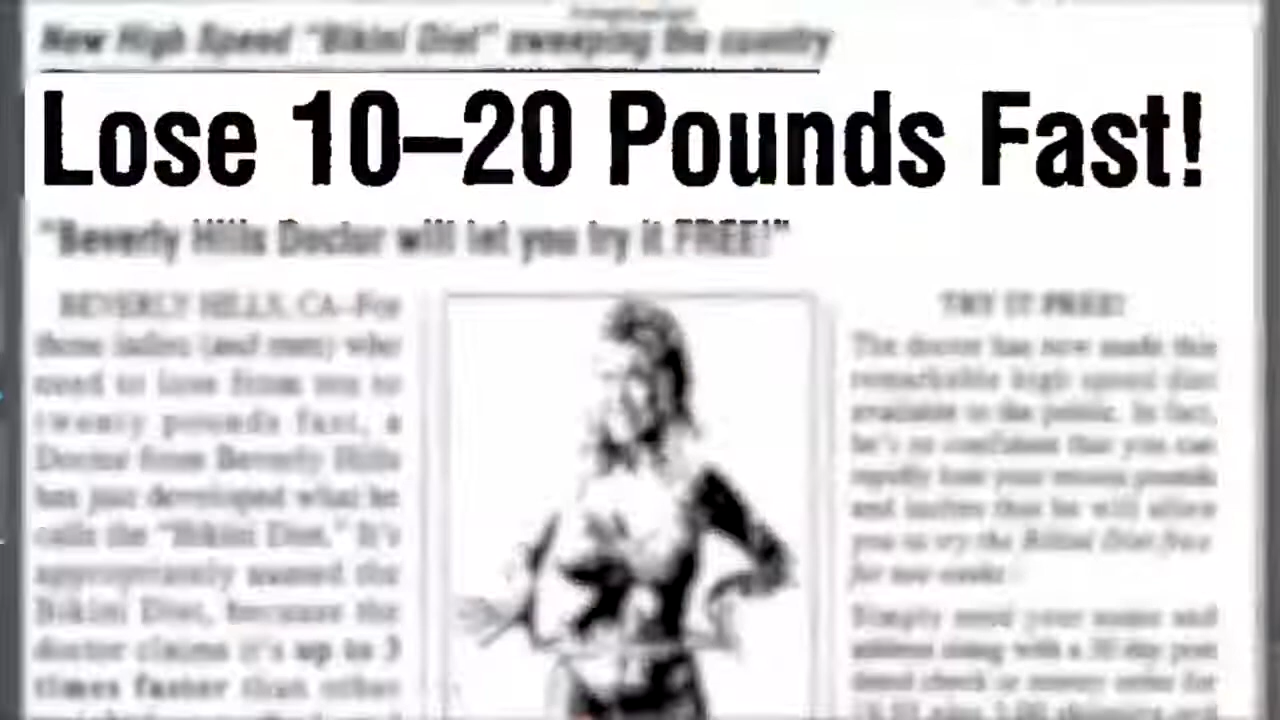 New High Speed "Bikini Diet" sweeping the country
Lose 10–20 Pounds Fast!
"Beverly Hills Doctor will let you try it FREE!"
BEVERLY HILLS, CA–For
those ladies (and men) who
need to lose from ten to
twenty pounds fast, a
Doctor from Beverly Hills
has just developed what he
calls the "Bikini Diet." It's
appropriately named the
Bikini Diet, because the
doctor claims it's up to 3
times faster than other
TRY IT FREE!
The doctor has now made this
remarkable high speed diet
available to the public. In fact,
he's so confident that you can
rapidly lose your excess pounds
and inches that he will allow
you to try the Bikini Diet free
for two weeks
Simply send your name and
address along with a 30 day post
dated check or money order for